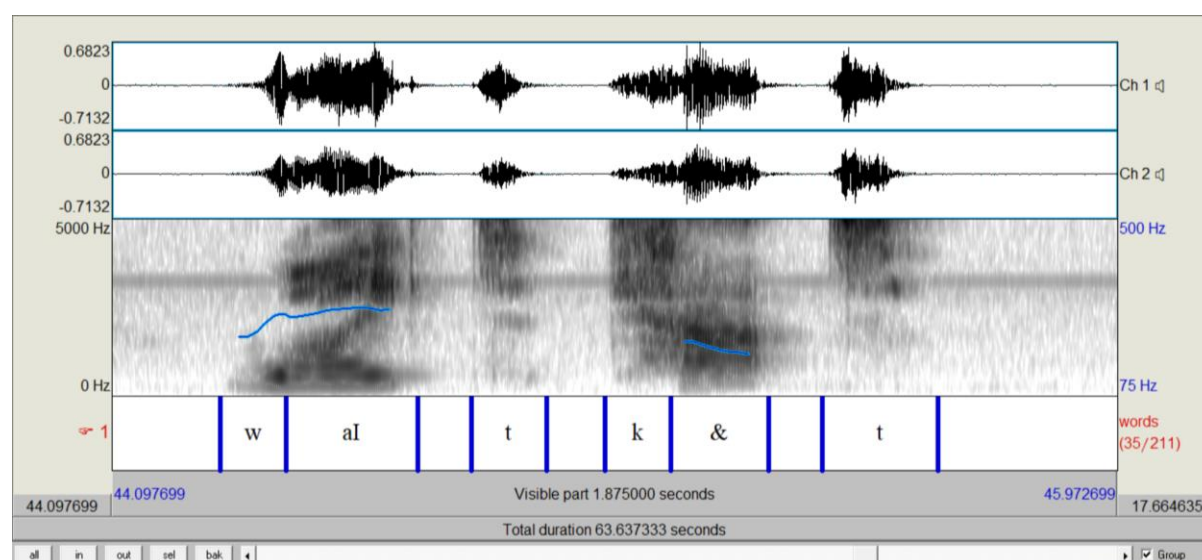 0.6823
0
-0.7132
Ch 1
0.6823
0
-0.7132
Ch 2
5000 Hz
500 Hz
0 Hz
75 Hz
1 w aI t k & t words
(35/211)
44.097699 44.097699 Visible part 1.875000 seconds 45.972699 17.664635
Total duration 63.637333 seconds
all in out sel bak Group